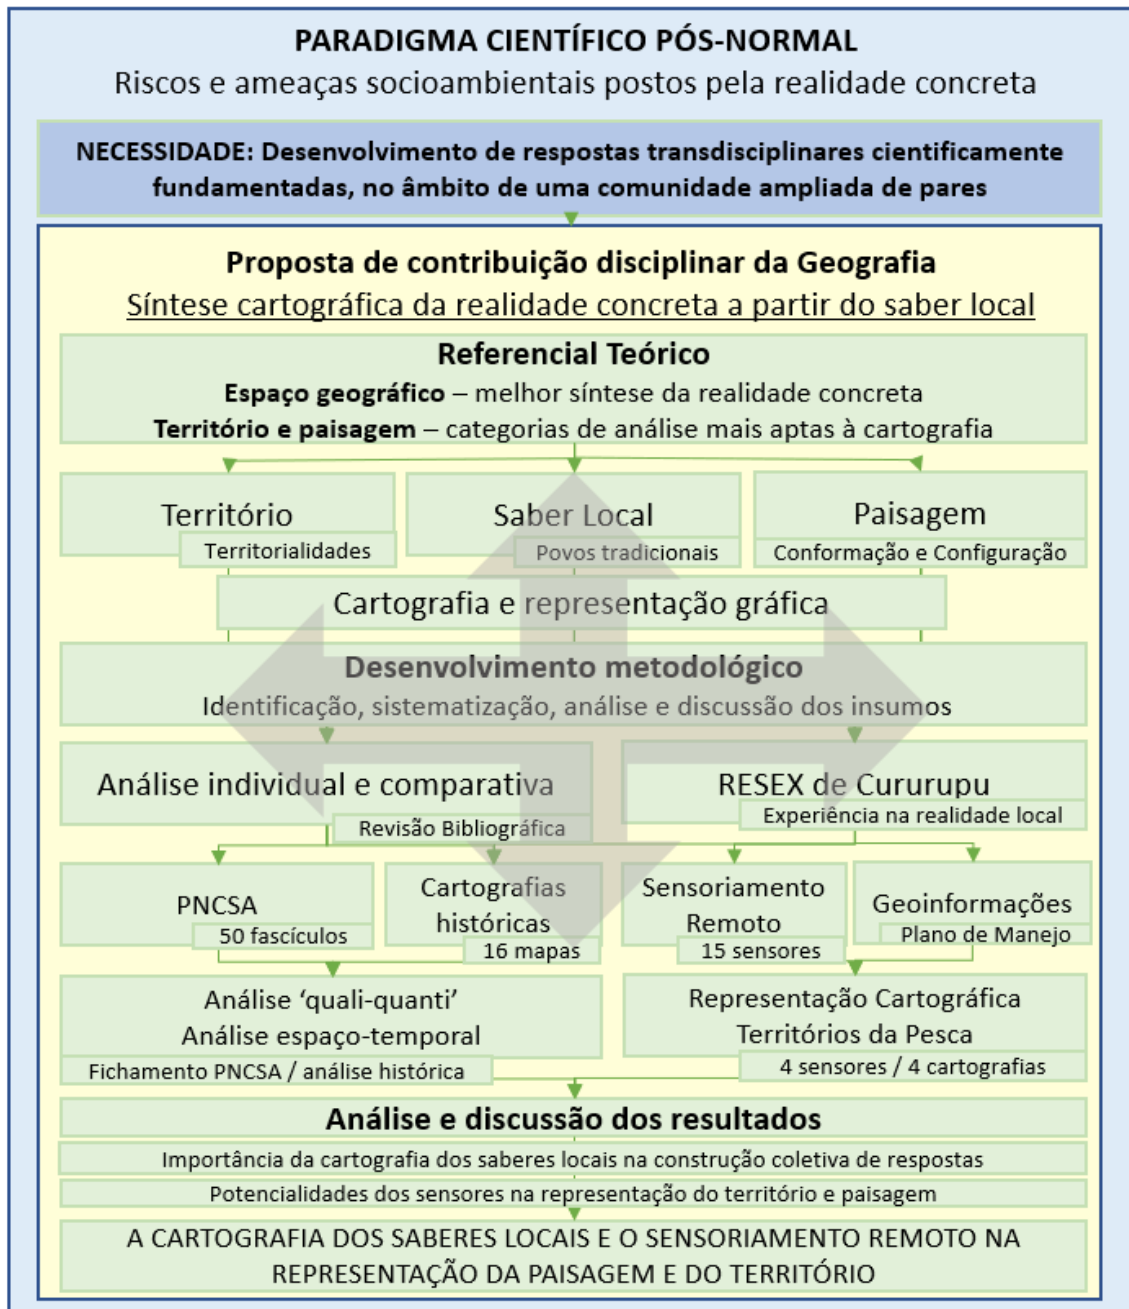 PARADIGMA CIENTÍFICO PÓS-NORMAL
Riscos e ameaças socioambientais postos pela realidade concreta
NECESSIDADE: Desenvolvimento de respostas transdisciplinares cientificamente
fundamentadas, no âmbito de uma comunidade ampliada de pares
Proposta de contribuição disciplinar da Geografia
Síntese cartográfica da realidade concreta a partir do saber local
Referencial Teórico
Espaço geográfico – melhor síntese da realidade concreta
Território e paisagem – categorias de análise mais aptas à cartografia
Território
Territorialidades
Saber Local
Povos tradicionais
Paisagem
Conformação e Configuração
Cartografia e representação gráfica
Desenvolvimento metodológico
Identificação, sistematização, análise e discussão dos insumos
Análise individual e comparativa
Revisão Bibliográfica
RESEX de Cururupu
Experiência na realidade local
PNCSA
50 fascículos
Cartografias
históricas
16 mapas
Sensoriamento
Remoto
15 sensores
Geoinformações
Plano de Manejo
Análise ‘quali-quanti’
Análise espaço-temporal
Fichamento PNCSA / análise histórica
Representação Cartográfica
Territórios da Pesca
4 sensores / 4 cartografias
Análise e discussão dos resultados
Importância da cartografia dos saberes locais na construção coletiva de respostas
Potencialidades dos sensores na representação do território e paisagem
A CARTOGRAFIA DOS SABERES LOCAIS E O SENSORIAMENTO REMOTO NA
REPRESENTAÇÃO DA PAISAGEM E DO TERRITÓRIO